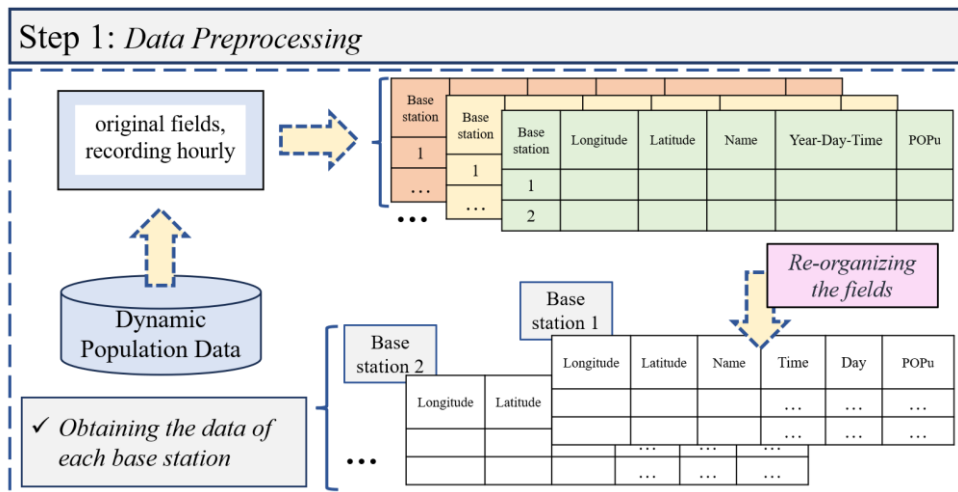 Step 1: Data Preprocessing
original fields,
recording hourly
Base
station
1
...
...
Base
station
1
...
Base
station
Longitude
Latitude
Name
Year-Day-Time
POPu
1
2
Dynamic
Population Data
Re-organizing
the fields
Base
station 1
Longitude
Latitude
Name
Time
Day
POPu
... ... ...
... ... ...
Base
station 2
Longitude
Latitude
... ... ...
... ... ...
...
✓ Obtaining the data of
each base station